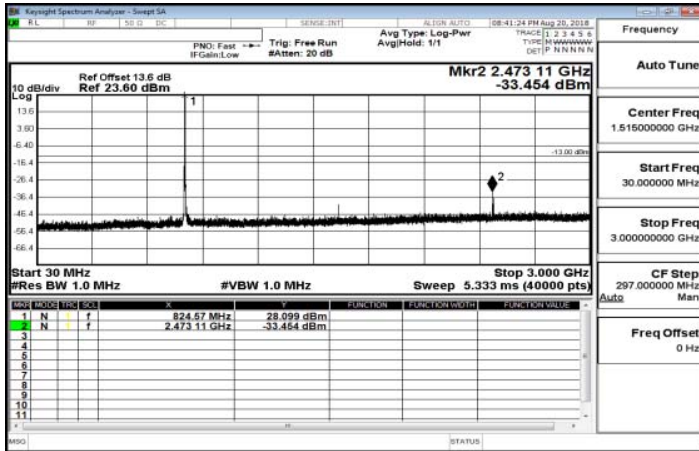 Keysight Spectrum Analyzer - Swept SA
RL RF 50 Ω DC SENSE:INT ALIGN AUTO 08:41:24 PM Aug 20, 2018
PNO: Fast Trig: Free Run Avg Type: Log-Pwr TRACE 1 2 3 4 5 6
IFGain:Low #Atten: 20 dB Avg|Hold: 1/1 TYPE M WWWWW
DET P N N N N N
Ref Offset 13.6 dB Mkr2 2.473 11 GHz
10 dB/div Ref 23.60 dBm -33.454 dBm
Log
13.6
3.60
-6.40
-16.4
-26.4
-36.4
-46.4
-56.4
-66.4
1
-13.00 dBm
2
Start 30 MHz Stop 3.000 GHz
#Res BW 1.0 MHz #VBW 1.0 MHz Sweep 5.333 ms (40000 pts)
MKR MODE TRC SCL X Y FUNCTION FUNCTION WIDTH FUNCTION VALUE
1 N f 824.57 MHz 28.099 dBm
2 N f 2.473 11 GHz -33.454 dBm
3
4
5
6
7
8
9
10
11
MSG STATUS
Frequency
Auto Tune
Center Freq
1.515000000 GHz
Start Freq
30.000000 MHz
Stop Freq
3.000000000 GHz
CF Step
297.000000 MHz
Auto Man
Freq Offset
0 Hz